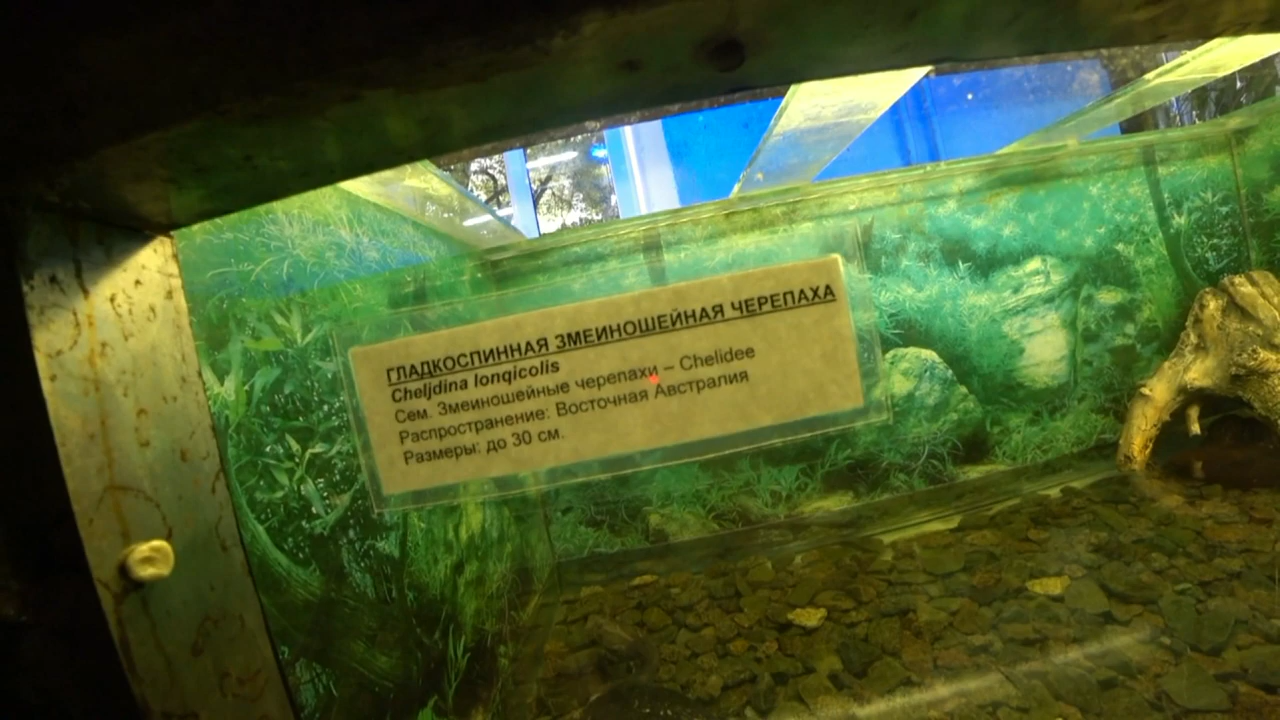 ГЛАДКОСПИННАЯ ЗМЕИНОШЕЙНАЯ ЧЕРЕПАХА
Cheljdina lonqicolis
Сем. Змеиношейные черепахи – Chelidee
Распространение: Восточная Австралия
Размеры: до 30 см.